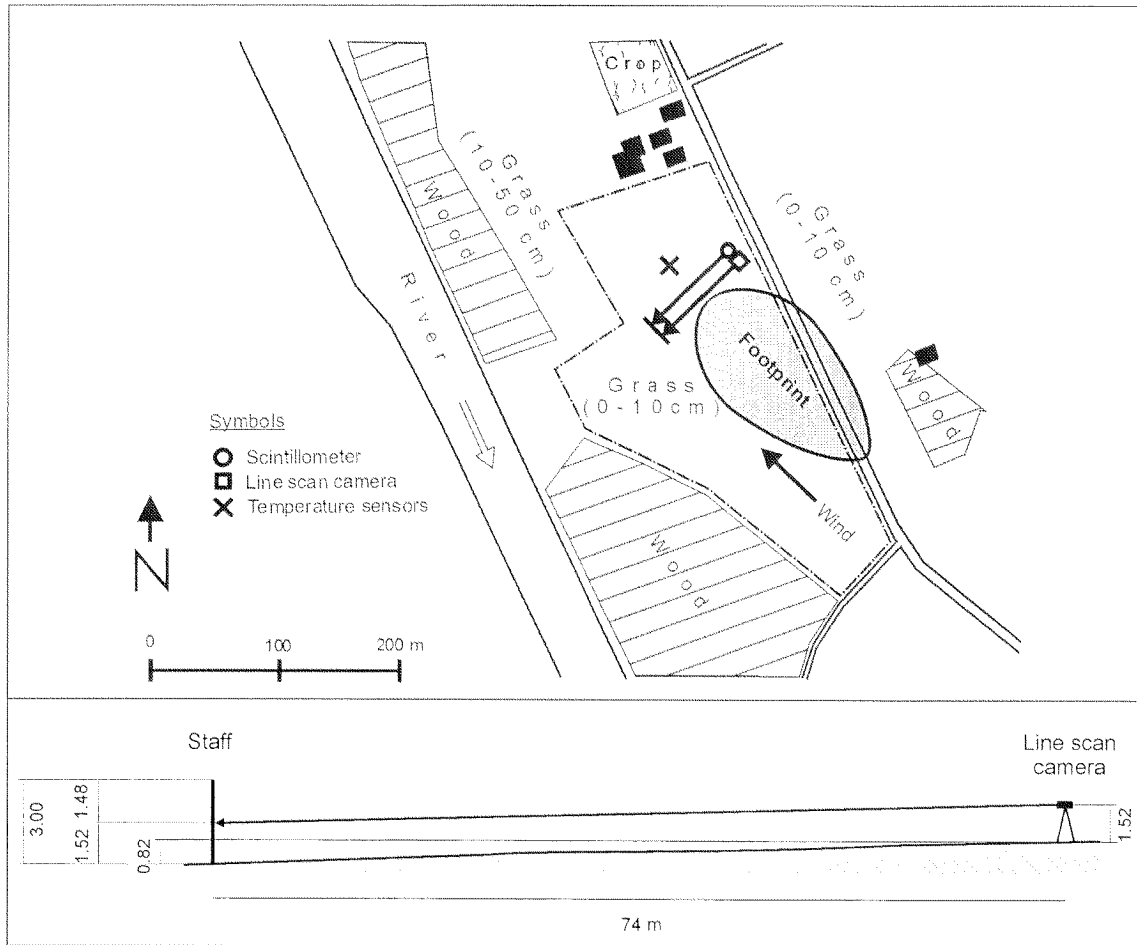 Crop
Grass
(10-50 cm)
Wood
Grass
(0-10 cm)
River
Footprint
Grass
(0-10cm)
Wood
Symbols
Scintillometer
Line scan camera
Temperature sensors
Wind
Wood
N
0 100 200 m
Staff
Line scan
camera
3.00
1.48
1.52
0.82
1.52
74 m